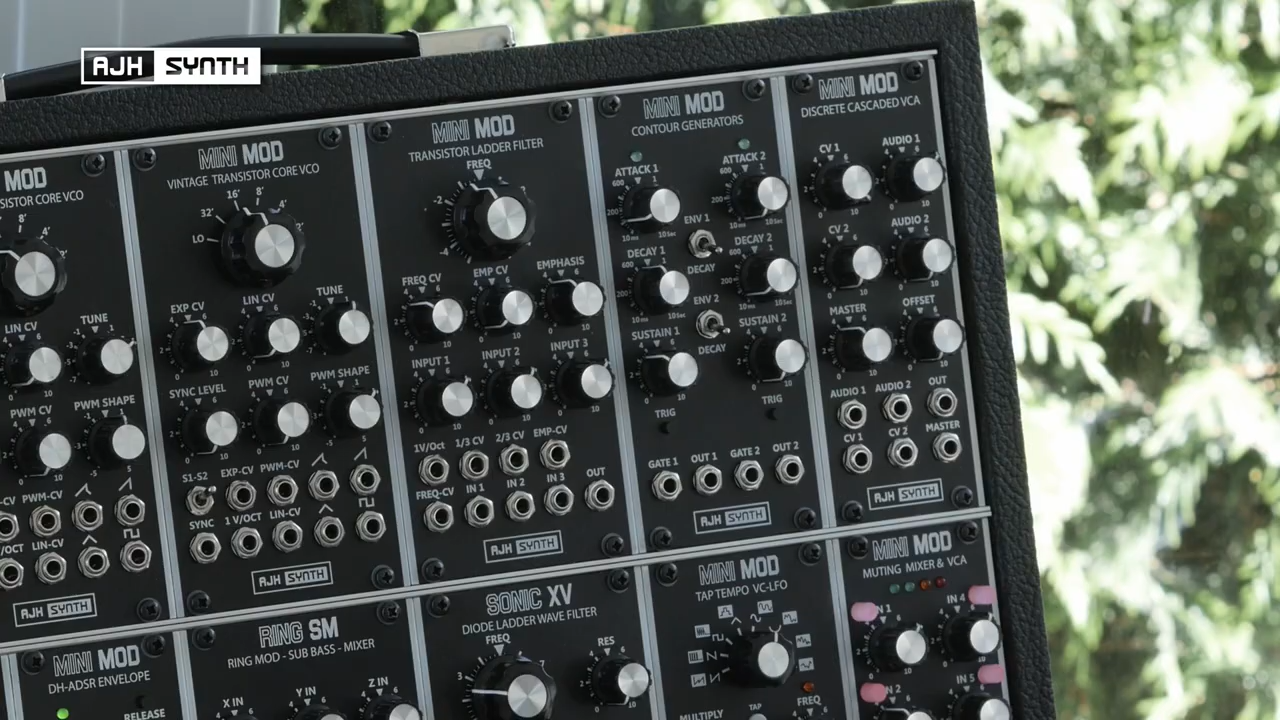 AJH SYNTH
MOD
SISTOR CORE VCO
8'
4'
2'
LIN CV
TUNE
PWM CV
PWM SHAPE
-CV PWM-CV
V/OCT LIN-CV
AJH SYNTH
MINI MOD
VINTAGE TRANSISTOR CORE VCO
LO 32' 16' 8' 4' 2'
EXP CV LIN CV TUNE
SYNC LEVEL PWM CV PWM SHAPE
S1-S2 EXP-CV PWM-CV
SYNC 1 V/OCT LIN-CV
AJH SYNTH
MINI MOD
TRANSISTOR LADDER FILTER
FREQ
FREQ CV EMP CV EMPHASIS
INPUT 1 INPUT 2 INPUT 3
1V/Oct 1/3 CV 2/3 CV EMP-CV
FREQ-CV IN 1 IN 2 IN 3 OUT
AJH SYNTH
MINI MOD
CONTOUR GENERATORS
ATTACK 1 ATTACK 2
600 1
200
10ms 10Sec
ENV 1
DECAY
DECAY 1 DECAY 2
ENV 2
DECAY
SUSTAIN 1 SUSTAIN 2
TRIG TRIG
GATE 1 OUT 1 GATE 2 OUT 2
AJH SYNTH
MINI MOD
DISCRETE CASCADED VCA
CV 1 AUDIO 1
CV 2 AUDIO 2
MASTER OFFSET
AUDIO 1 AUDIO 2 OUT
CV 1 CV 2 MASTER
AJH SYNTH
MINI MOD
DH-ADSR ENVELOPE
RELEASE
RING SM
RING MOD - SUB BASS - MIXER
X IN Y IN Z IN
SONIC XV
DIODE LADDER WAVE FILTER
FREQ RES
MINI MOD
TAP TEMPO VC-LFO
MULTIPLY TAP FREQ
MINI MOD
MUTING MIXER & VCA
IN 4
IN 5